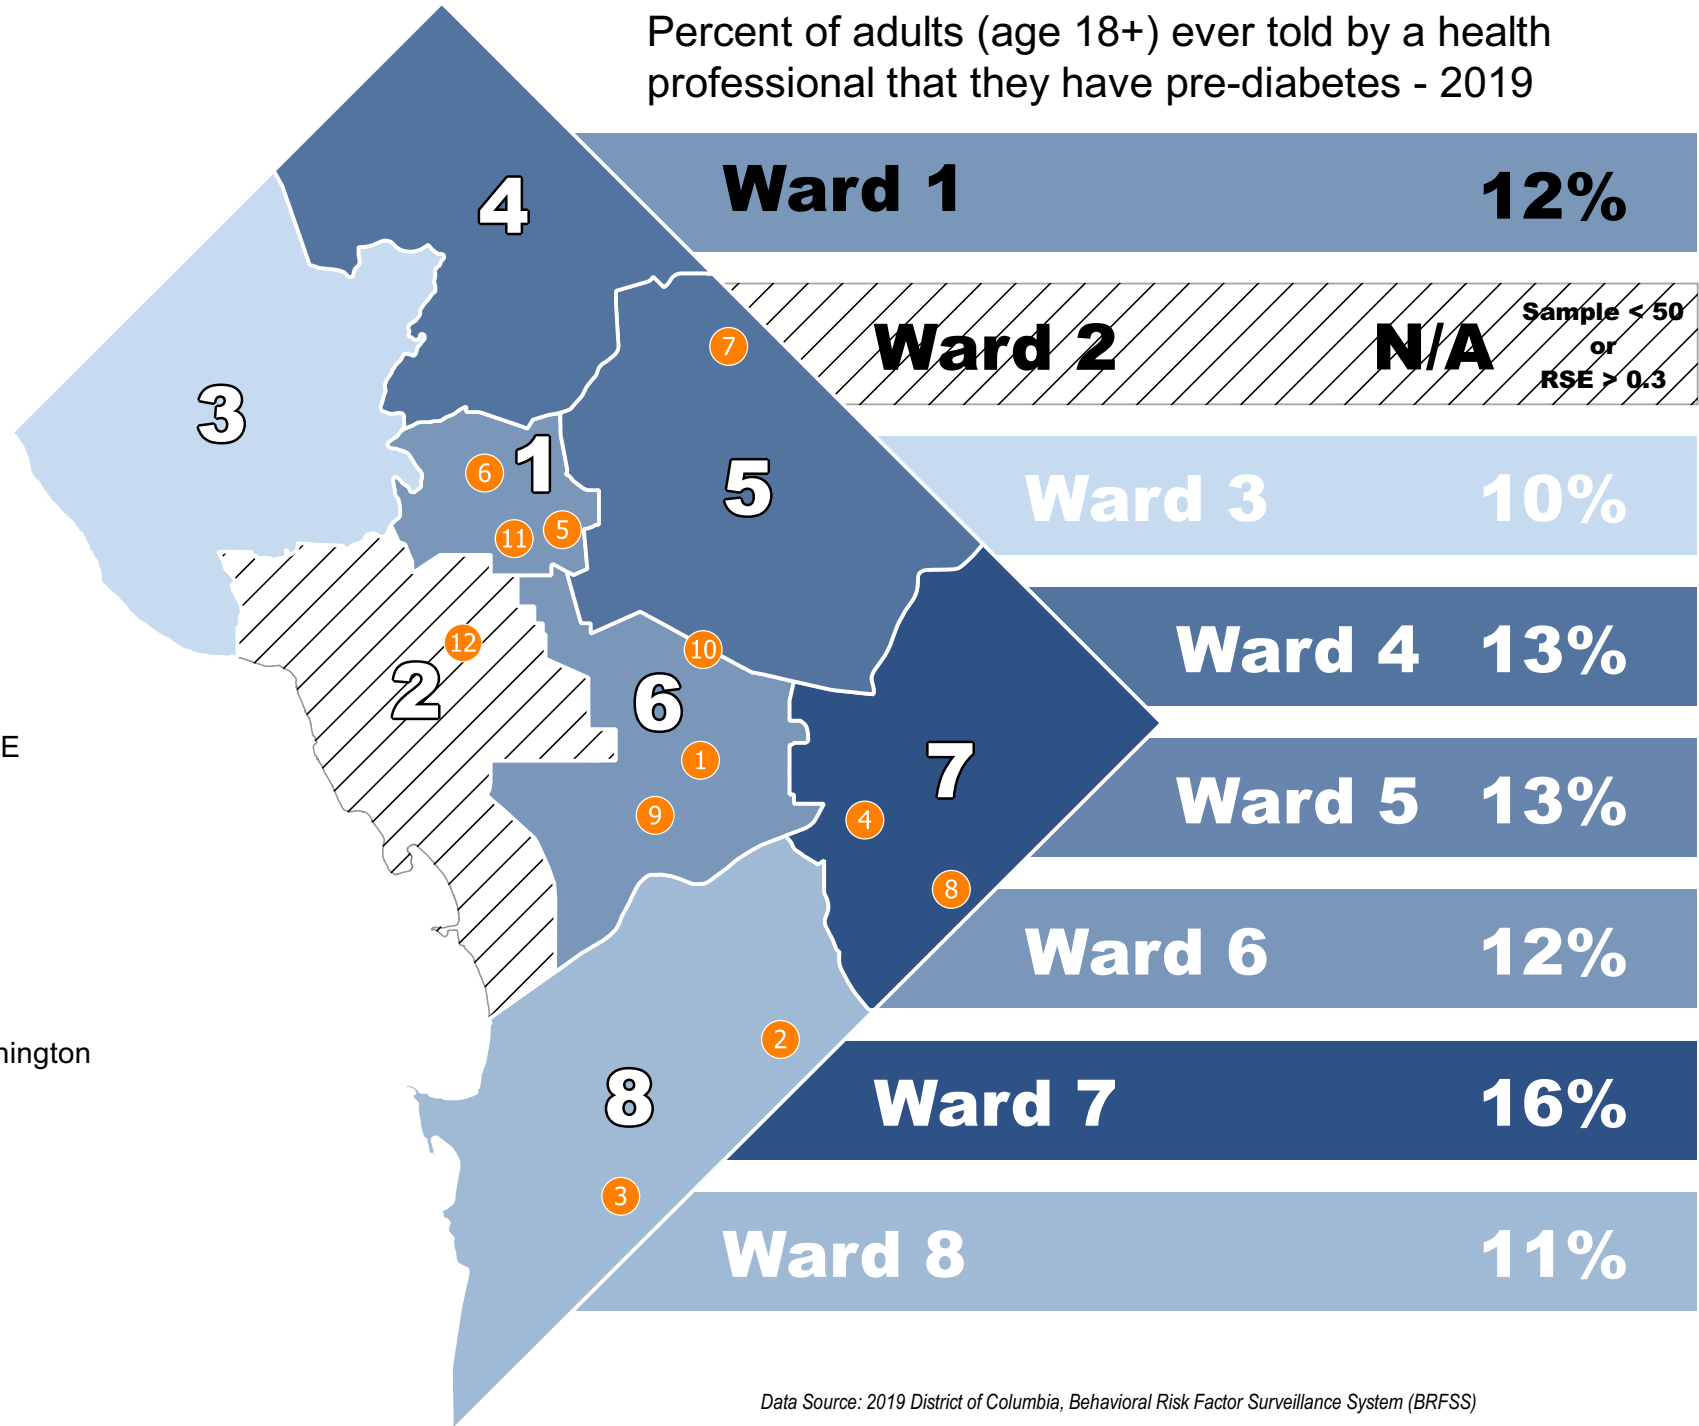 Percent of adults (age 18+) ever told by a health
professional that they have pre-diabetes - 2019
Ward 1 12%
Ward 2 N/A Sample < 50
or
RSE > 0.3
Ward 3 10%
Ward 4 13%
Ward 5 13%
Ward 6 12%
Ward 7 16%
Ward 8 11%
4
7
3
1
6
5
11
5
12
10
2
6
E
1
7
9
4
8
2
nington
8
3
Data Source: 2019 District of Columbia, Behavioral Risk Factor Surveillance System (BRFSS)